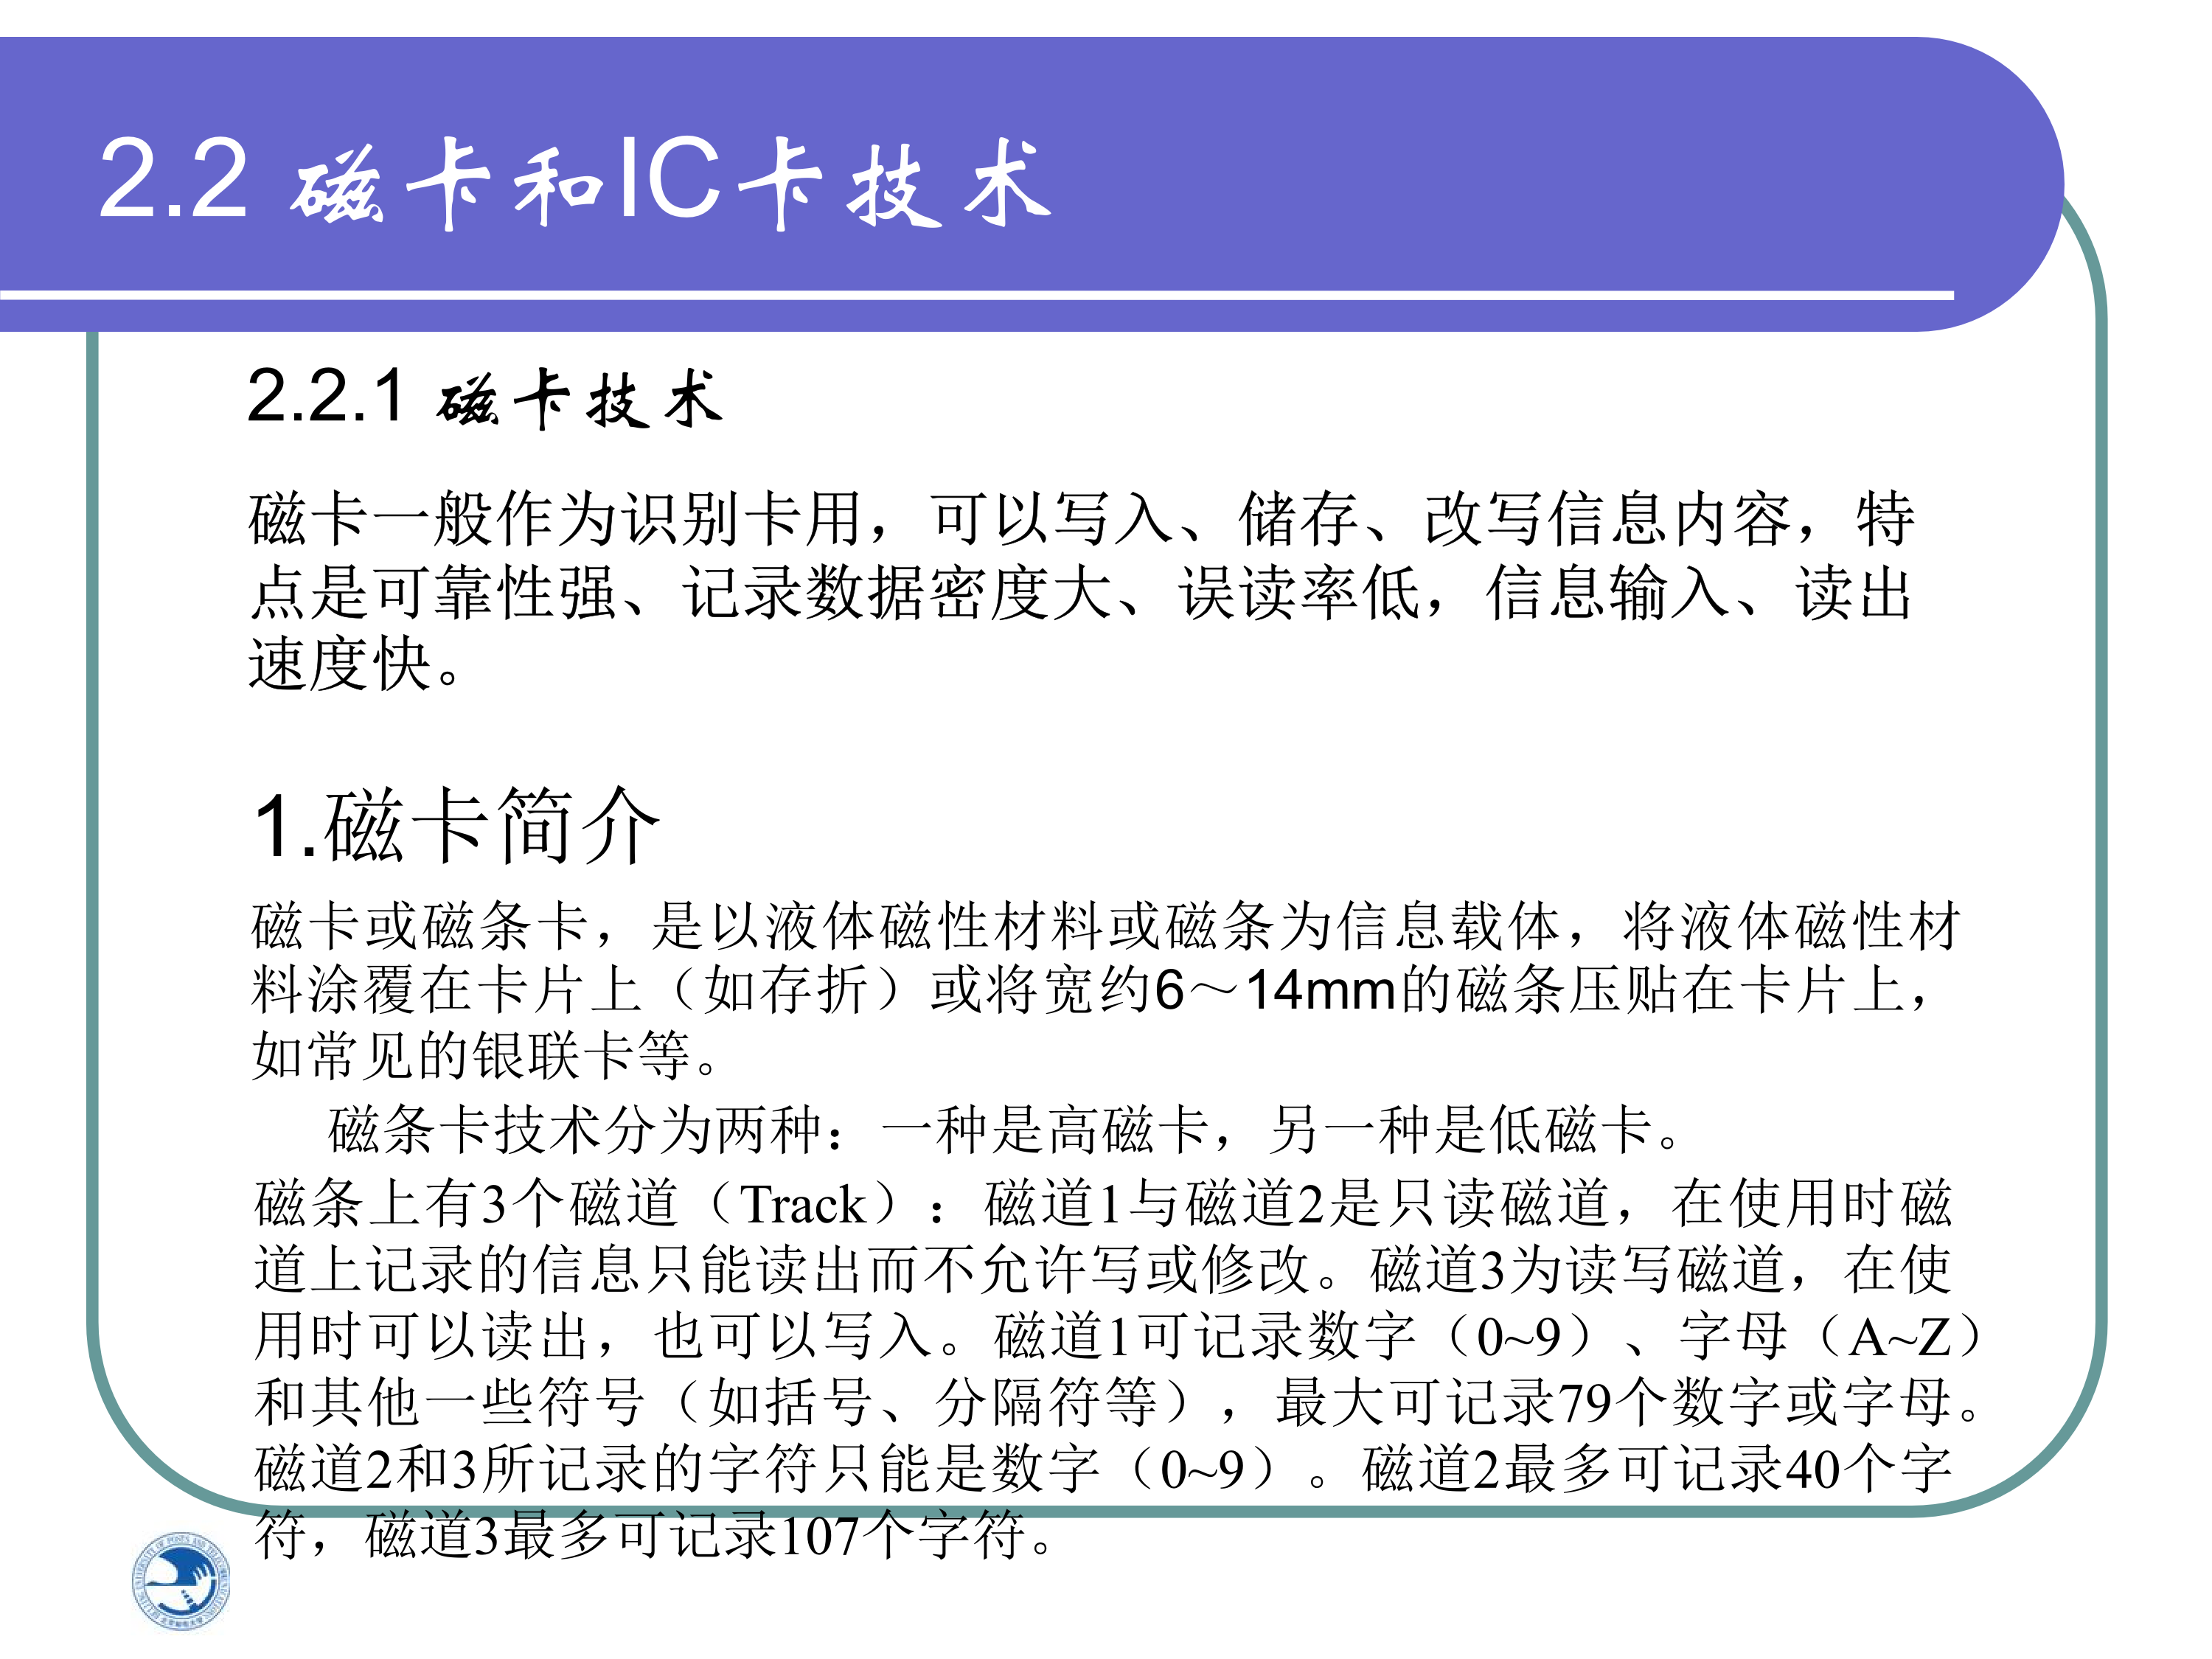 2.2 磁卡和IC卡技术
2.2.1 磁卡技术
磁卡一般作为识别卡用，可以写入、储存、改写信息内容，特
点是可靠性强、记录数据密度大、误读率低，信息输入、读出
速度快。
1.磁卡简介
磁卡或磁条卡，是以液体磁性材料或磁条为信息载体，将液体磁性材
料涂覆在卡片上（如存折）或将宽约6～14mm的磁条压贴在卡片上，
如常见的银联卡等。
磁条卡技术分为两种：一种是高磁卡，另一种是低磁卡。
磁条上有3个磁道（Track）：磁道1与磁道2是只读磁道，在使用时磁
道上记录的信息只能读出而不允许写或修改。磁道3为读写磁道，在使
用时可以读出，也可以写入。磁道1可记录数字（0~9）、字母（A~Z）
和其他一些符号（如括号、分隔符等），最大可记录79个数字或字母。
磁道2和3所记录的字符只能是数字（0~9）。磁道2最多可记录40个字
符，磁道3最多可记录107个字符。